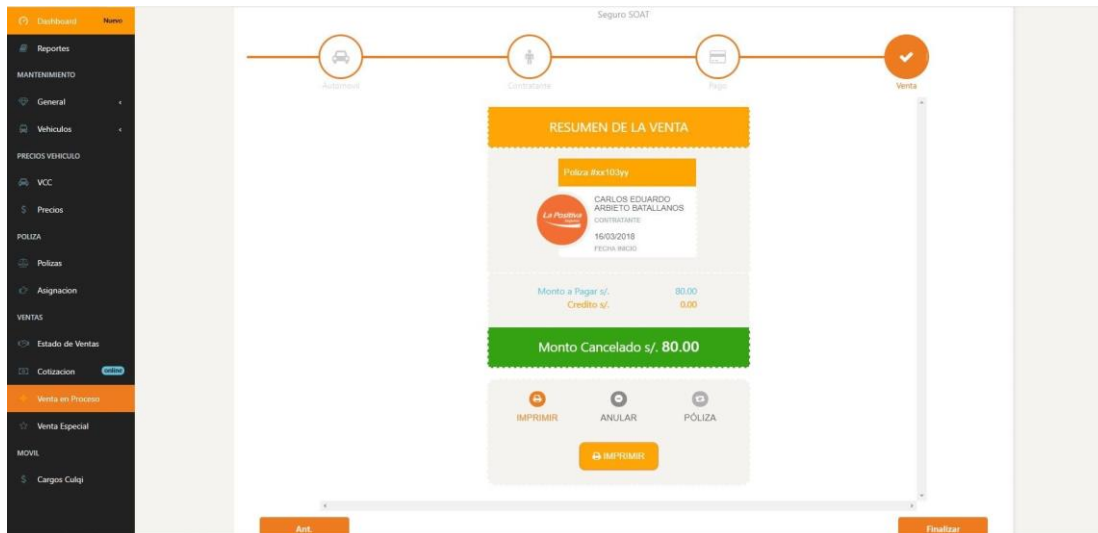 Dashboard Nuevo
Reportes
MANTENIMIENTO
General
Vehiculos
PRECIOS VEHICULO
VCC
Precios
POLIZA
Polizas
Asignacion
VENTAS
Estado de Ventas
Cotizacion online
Venta en Proceso
Venta Especial
MOVIL
Cargos Culqi
Seguro SOAT
Automovil
Contratante
Pago
Venta
RESUMEN DE LA VENTA
Poliza #xx103yy
La Positiva
CARLOS EDUARDO
ARBIETO BATALLANOS
CONTRATANTE
16/03/2018
FECHA INICIO
Monto a Pagar s/. 80.00
Credito s/. 0.00
Monto Cancelado s/. 80.00
IMPRIMIR ANULAR PÓLIZA
IMPRIMIR
Ant. Finalizar